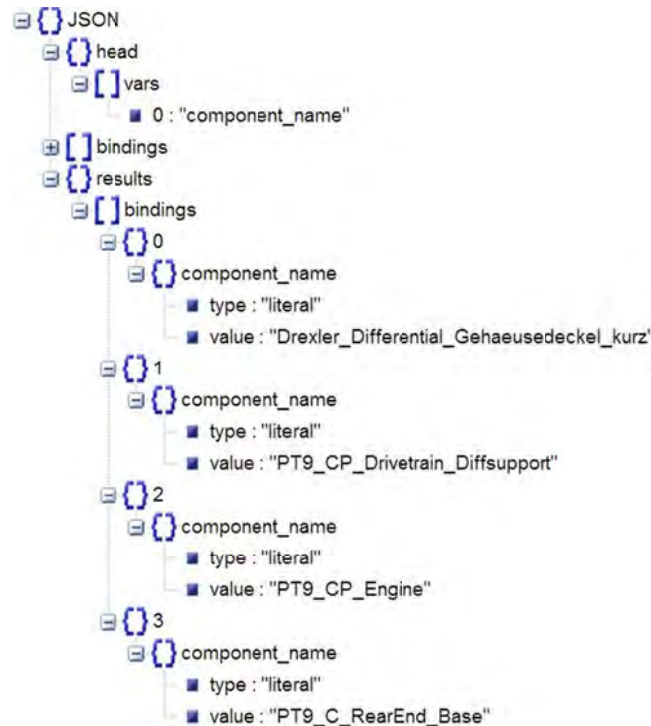 JSON
head
vars
0 : "component_name"
bindings
results
bindings
0
component_name
type : "literal"
value : "Drexler_Differential_Gehaeusedeckel_kurz"
1
component_name
type : "literal"
value : "PT9_CP_Drivetrain_Diffsupport"
2
component_name
type : "literal"
value : "PT9_CP_Engine"
3
component_name
type : "literal"
value : "PT9_C_RearEnd_Base"